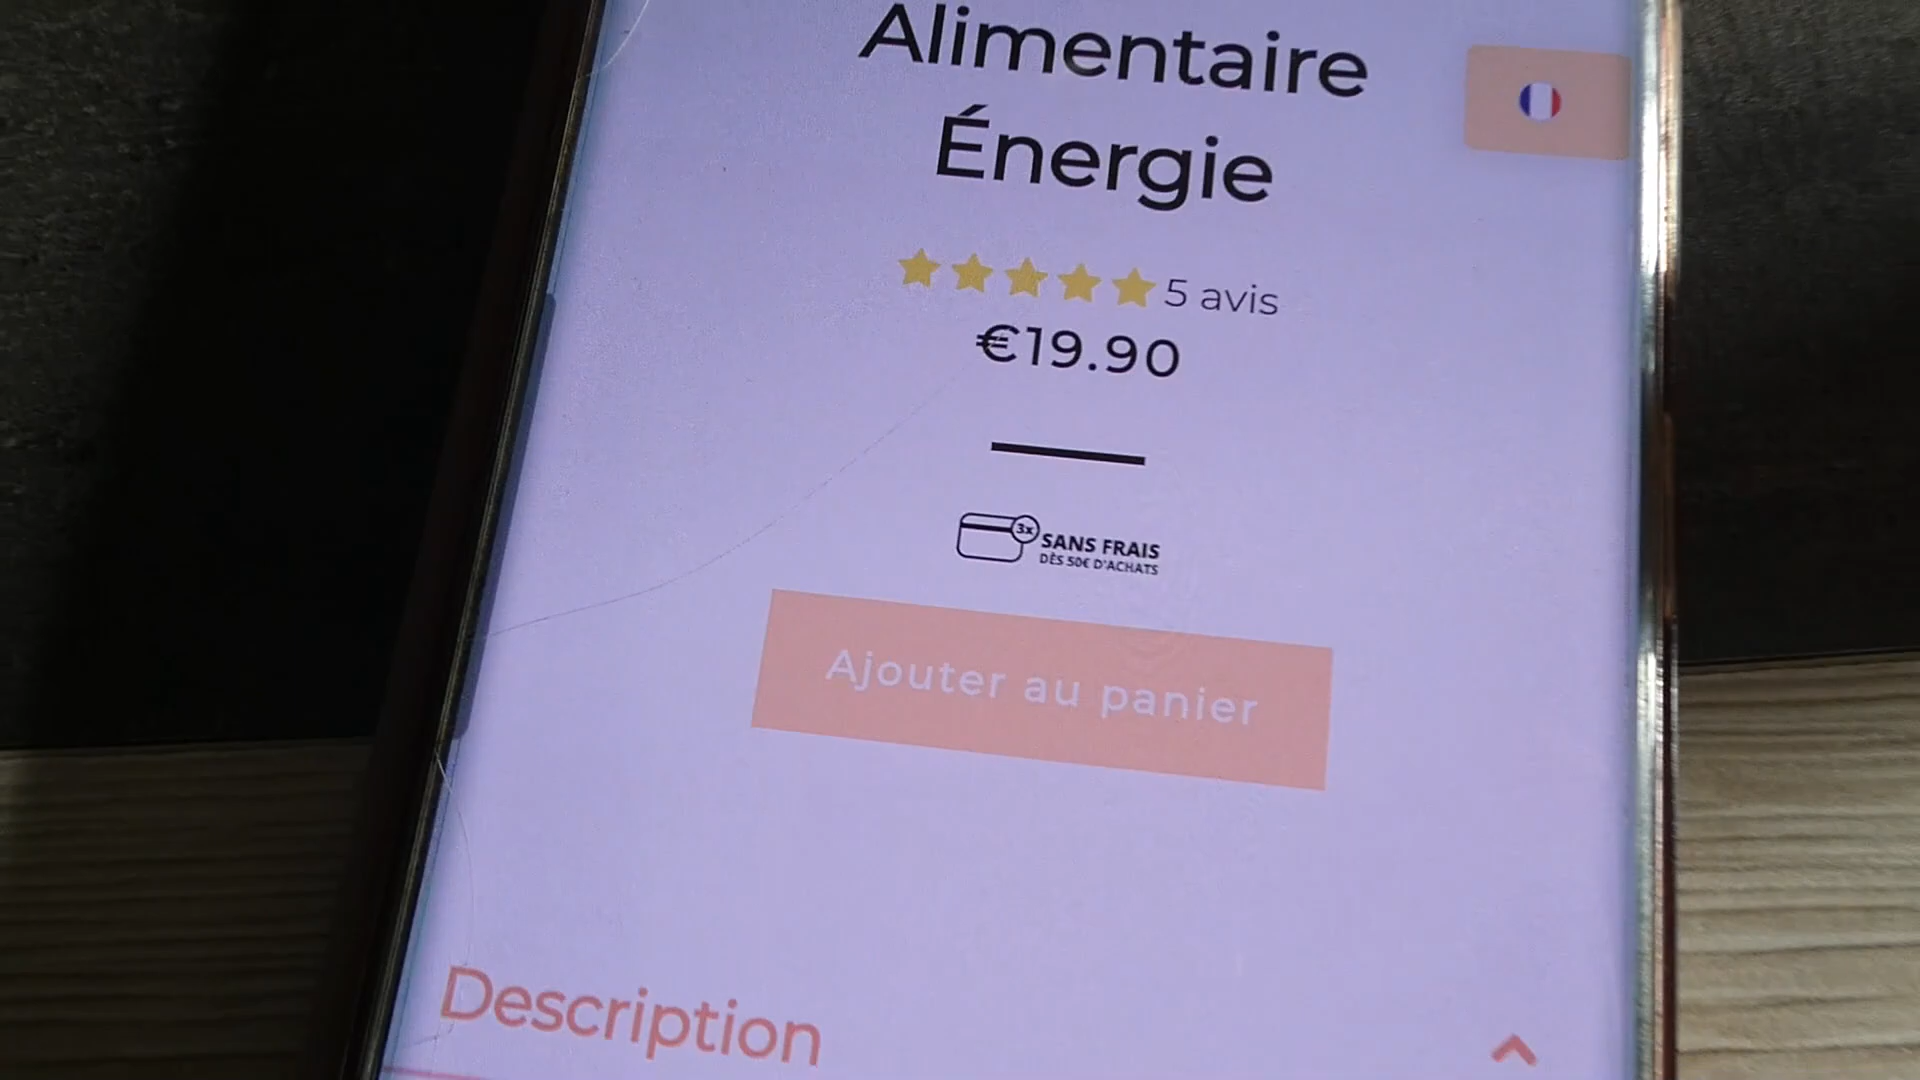 Alimentaire
Énergie
5 avis
€19.90
3x
SANS FRAIS
DÈS 50€ D'ACHATS
Ajouter au panier
Description